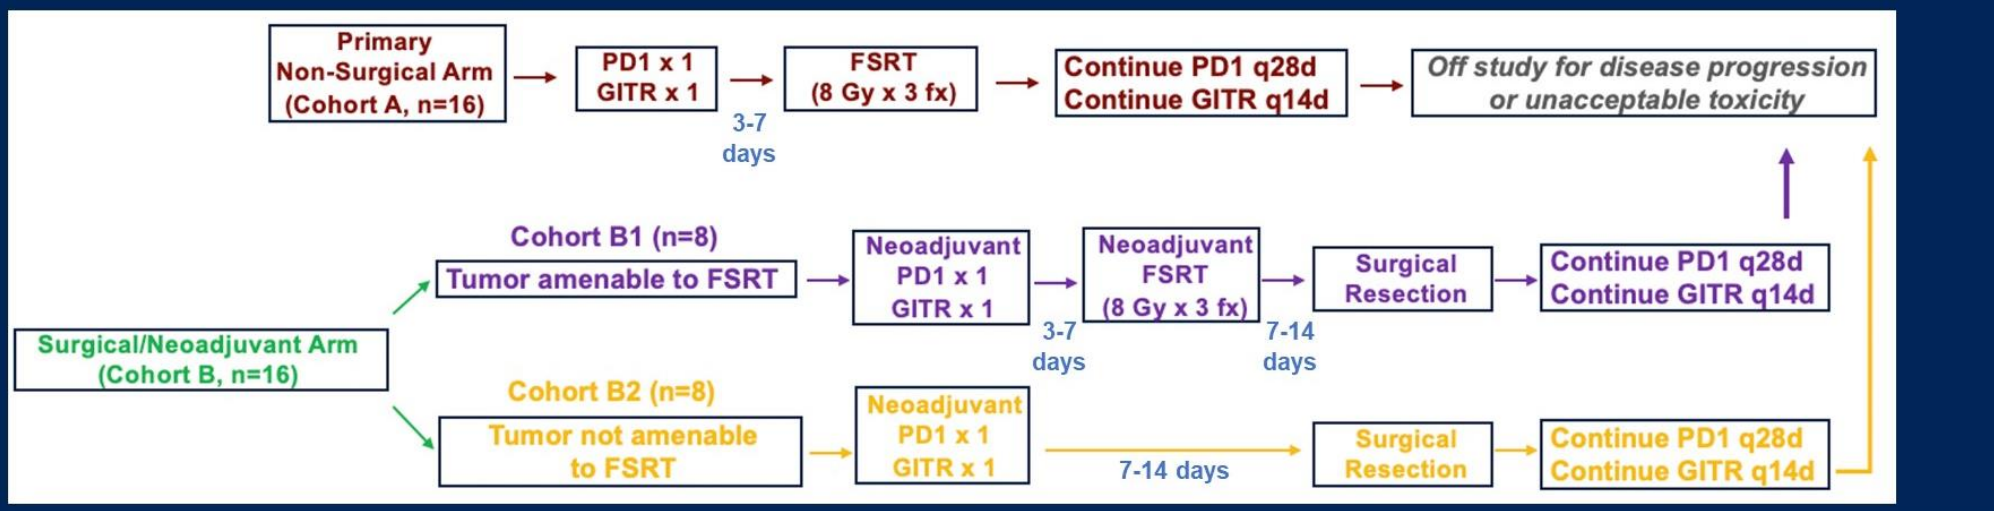 Primary
Non-Surgical Arm
(Cohort A, n=16)
PD1 x 1
GITR x 1
3-7
days
FSRT
(8 Gy x 3 fx)
Continue PD1 q28d
Continue GITR q14d
Off study for disease progression
or unacceptable toxicity
Surgical/Neoadjuvant Arm
(Cohort B, n=16)
Cohort B1 (n=8)
Tumor amenable to FSRT
Neoadjuvant
PD1 x 1
GITR x 1
3-7
days
Neoadjuvant
FSRT
(8 Gy x 3 fx)
7-14
days
Surgical
Resection
Continue PD1 q28d
Continue GITR q14d
Cohort B2 (n=8)
Tumor not amenable
to FSRT
Neoadjuvant
PD1 x 1
GITR x 1
7-14 days
Surgical
Resection
Continue PD1 q28d
Continue GITR q14d